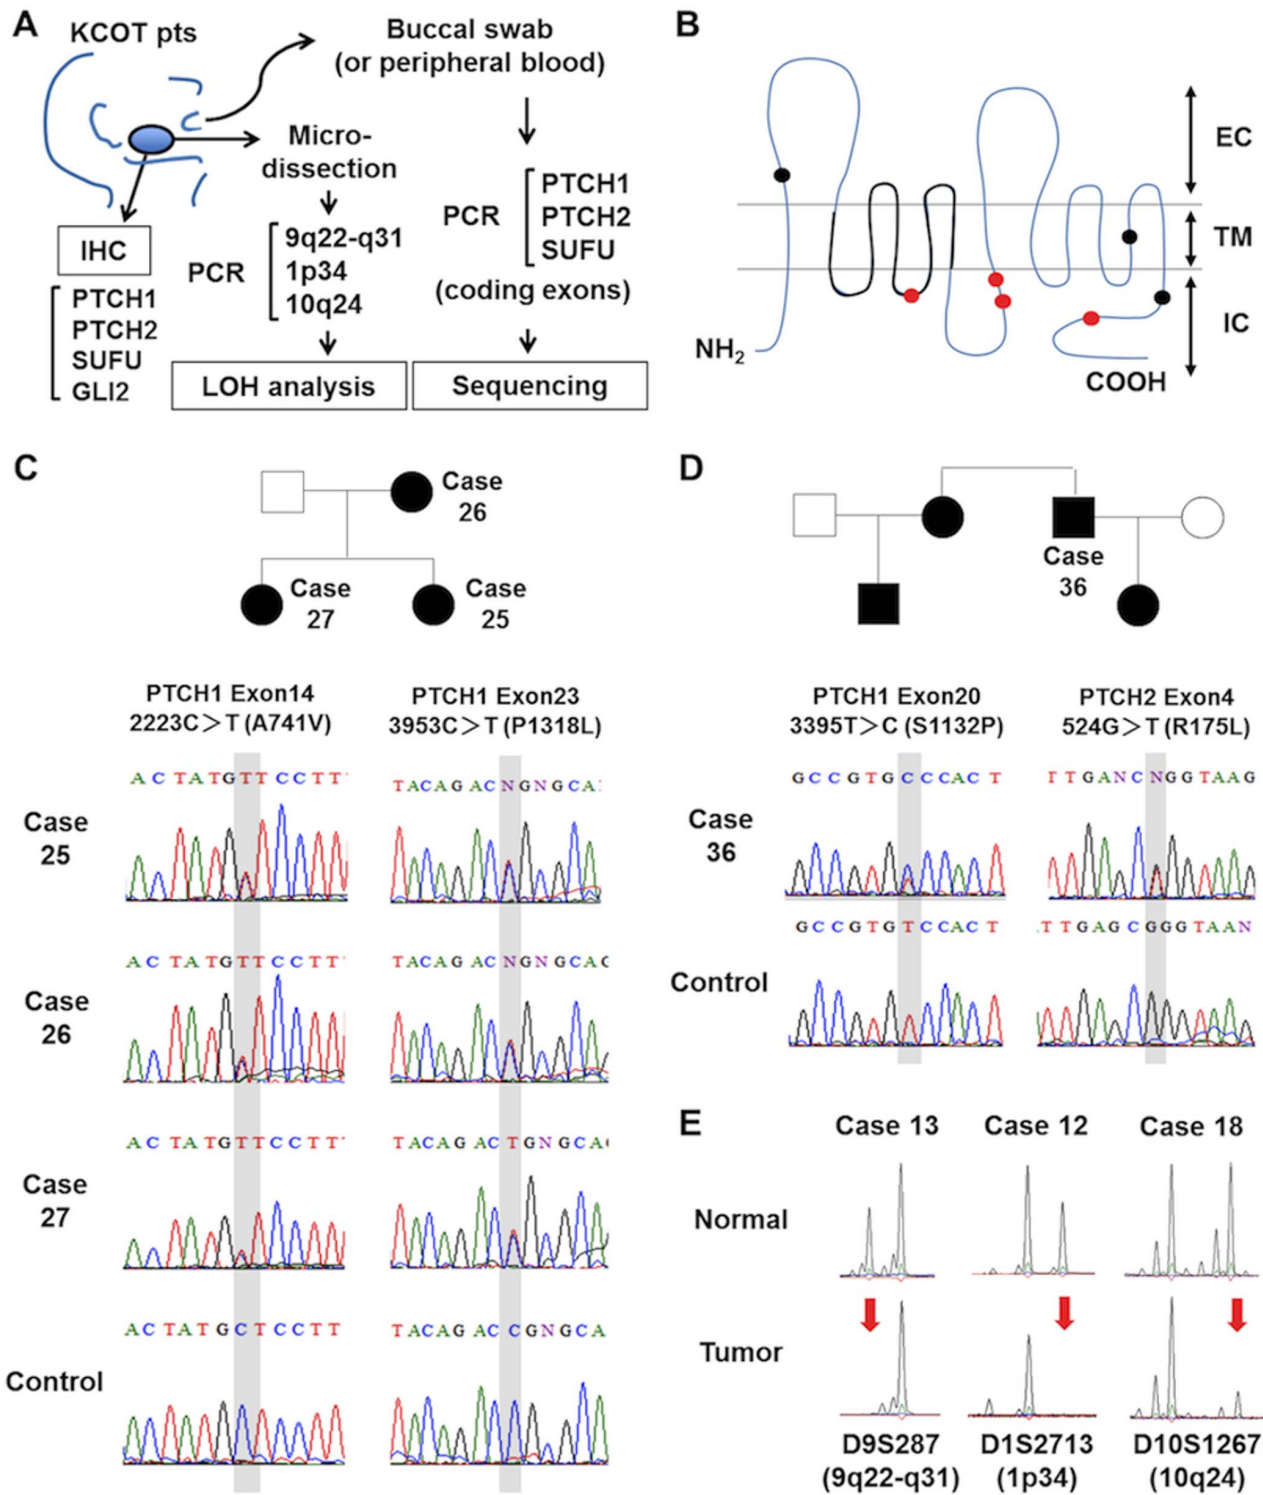 A
KCOT pts
Buccal swab
(or peripheral blood)
Micro-
dissection
IHC
PTCH1
PTCH2
SUFU
GLI2
PCR
9q22-q31
1p34
10q24
LOH analysis
PCR
PTCH1
PTCH2
SUFU
(coding exons)
Sequencing
B
EC
TM
IC
NH2
COOH
C
Case
26
Case
27
Case
25
PTCH1 Exon14
2223C>T (A741V)
PTCH1 Exon23
3953C>T (P1318L)
Case
25
A C T A T G T T C C T T
T A C A G A C N G N G C A
Case
26
A C T A T G T T C C T T
T A C A G A C N G N G C A G
Case
27
A C T A T G T T C C T T
T A C A G A C T G N G C A
Control
A C T A T G C T C C T T
T A C A G A C C G N G C A
D
Case
36
PTCH1 Exon20
3395T>C (S1132P)
PTCH2 Exon4
524G>T (R175L)
Case
36
G C C G T G C C C A C T
T T G A N C N G G T A A G
Control
G C C G T G T C C A C T
T T G A G C G G G T A A N
E
Case 13
Case 12
Case 18
Normal
Tumor
D9S287
(9q22-q31)
D1S2713
(1p34)
D10S1267
(10q24)